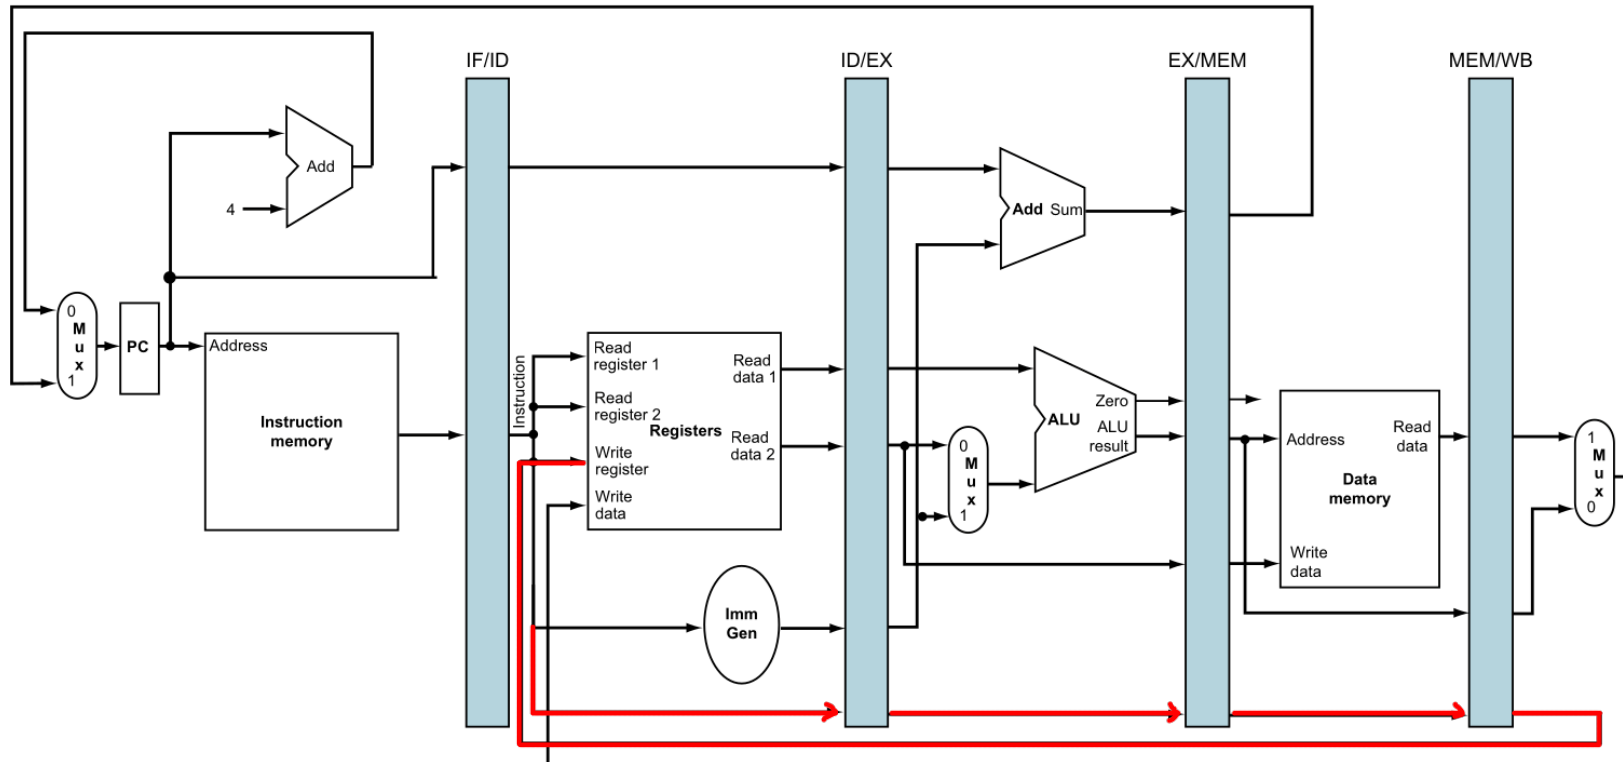 IF/ID
ID/EX
EX/MEM
MEM/WB
Add
4
Add Sum
0
M
u
x
1
PC
Address
Instruction
memory
Instruction
Read
register 1
Read
register 2
Write
register
Write
data
Registers
Read
data 1
Read
data 2
Imm
Gen
0
M
u
x
1
ALU
Zero
ALU
result
Address
Read
data
Data
memory
Write
data
1
M
u
x
0